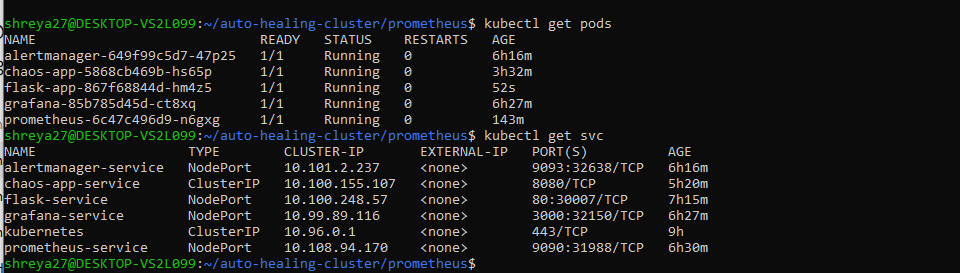 shreya27@DESKTOP-VS2L099:~/auto-healing-cluster/prometheus$ kubectl get pods
NAME READY STATUS RESTARTS AGE
alertmanager-649f99c5d7-47p25 1/1 Running 0 6h16m
chaos-app-5868cb469b-hs65p 1/1 Running 0 3h32m
flask-app-867f68844d-hm4z5 1/1 Running 0 52s
grafana-85b785d45d-ct8xq 1/1 Running 0 6h27m
prometheus-6c47c496d9-n6gxg 1/1 Running 0 143m
shreya27@DESKTOP-VS2L099:~/auto-healing-cluster/prometheus$ kubectl get svc
NAME TYPE CLUSTER-IP EXTERNAL-IP PORT(S) AGE
alertmanager-service NodePort 10.101.2.237 <none> 9093:32638/TCP 6h16m
chaos-app-service ClusterIP 10.100.155.107 <none> 8080/TCP 5h20m
flask-service NodePort 10.100.248.57 <none> 80:30007/TCP 7h15m
grafana-service NodePort 10.99.89.116 <none> 3000:32150/TCP 6h27m
kubernetes ClusterIP 10.96.0.1 <none> 443/TCP 9h
prometheus-service NodePort 10.108.94.170 <none> 9090:31988/TCP 6h30m
shreya27@DESKTOP-VS2L099:~/auto-healing-cluster/prometheus$